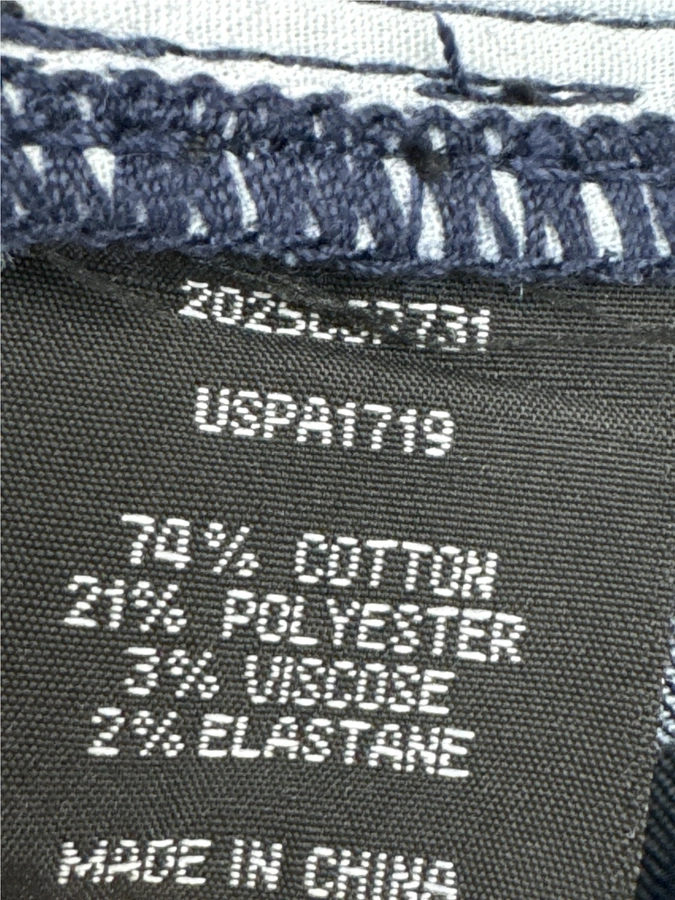 USPA1719
74% COTTON
21% POLYESTER
3% VISCOSE
2% ELASTANE
MADE IN CHINA